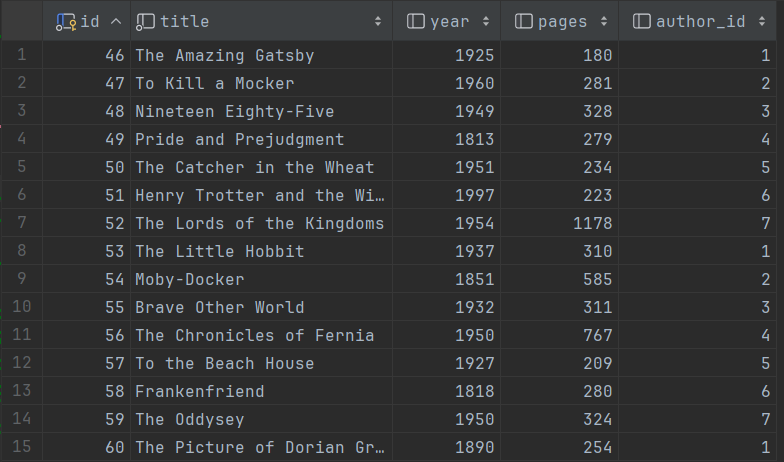 id title year pages author_id
1 46 The Amazing Gatsby 1925 180 1
2 47 To Kill a Mocker 1960 281 2
3 48 Nineteen Eighty-Five 1949 328 3
4 49 Pride and Prejudgment 1813 279 4
5 50 The Catcher in the Wheat 1951 234 5
6 51 Henry Trotter and the Wi… 1997 223 6
7 52 The Lords of the Kingdoms 1954 1178 7
8 53 The Little Hobbit 1937 310 1
9 54 Moby-Docker 1851 585 2
10 55 Brave Other World 1932 311 3
11 56 The Chronicles of Fernia 1950 767 4
12 57 To the Beach House 1927 209 5
13 58 Frankenfriend 1818 280 6
14 59 The Oddysey 1950 324 7
15 60 The Picture of Dorian Gr… 1890 254 1